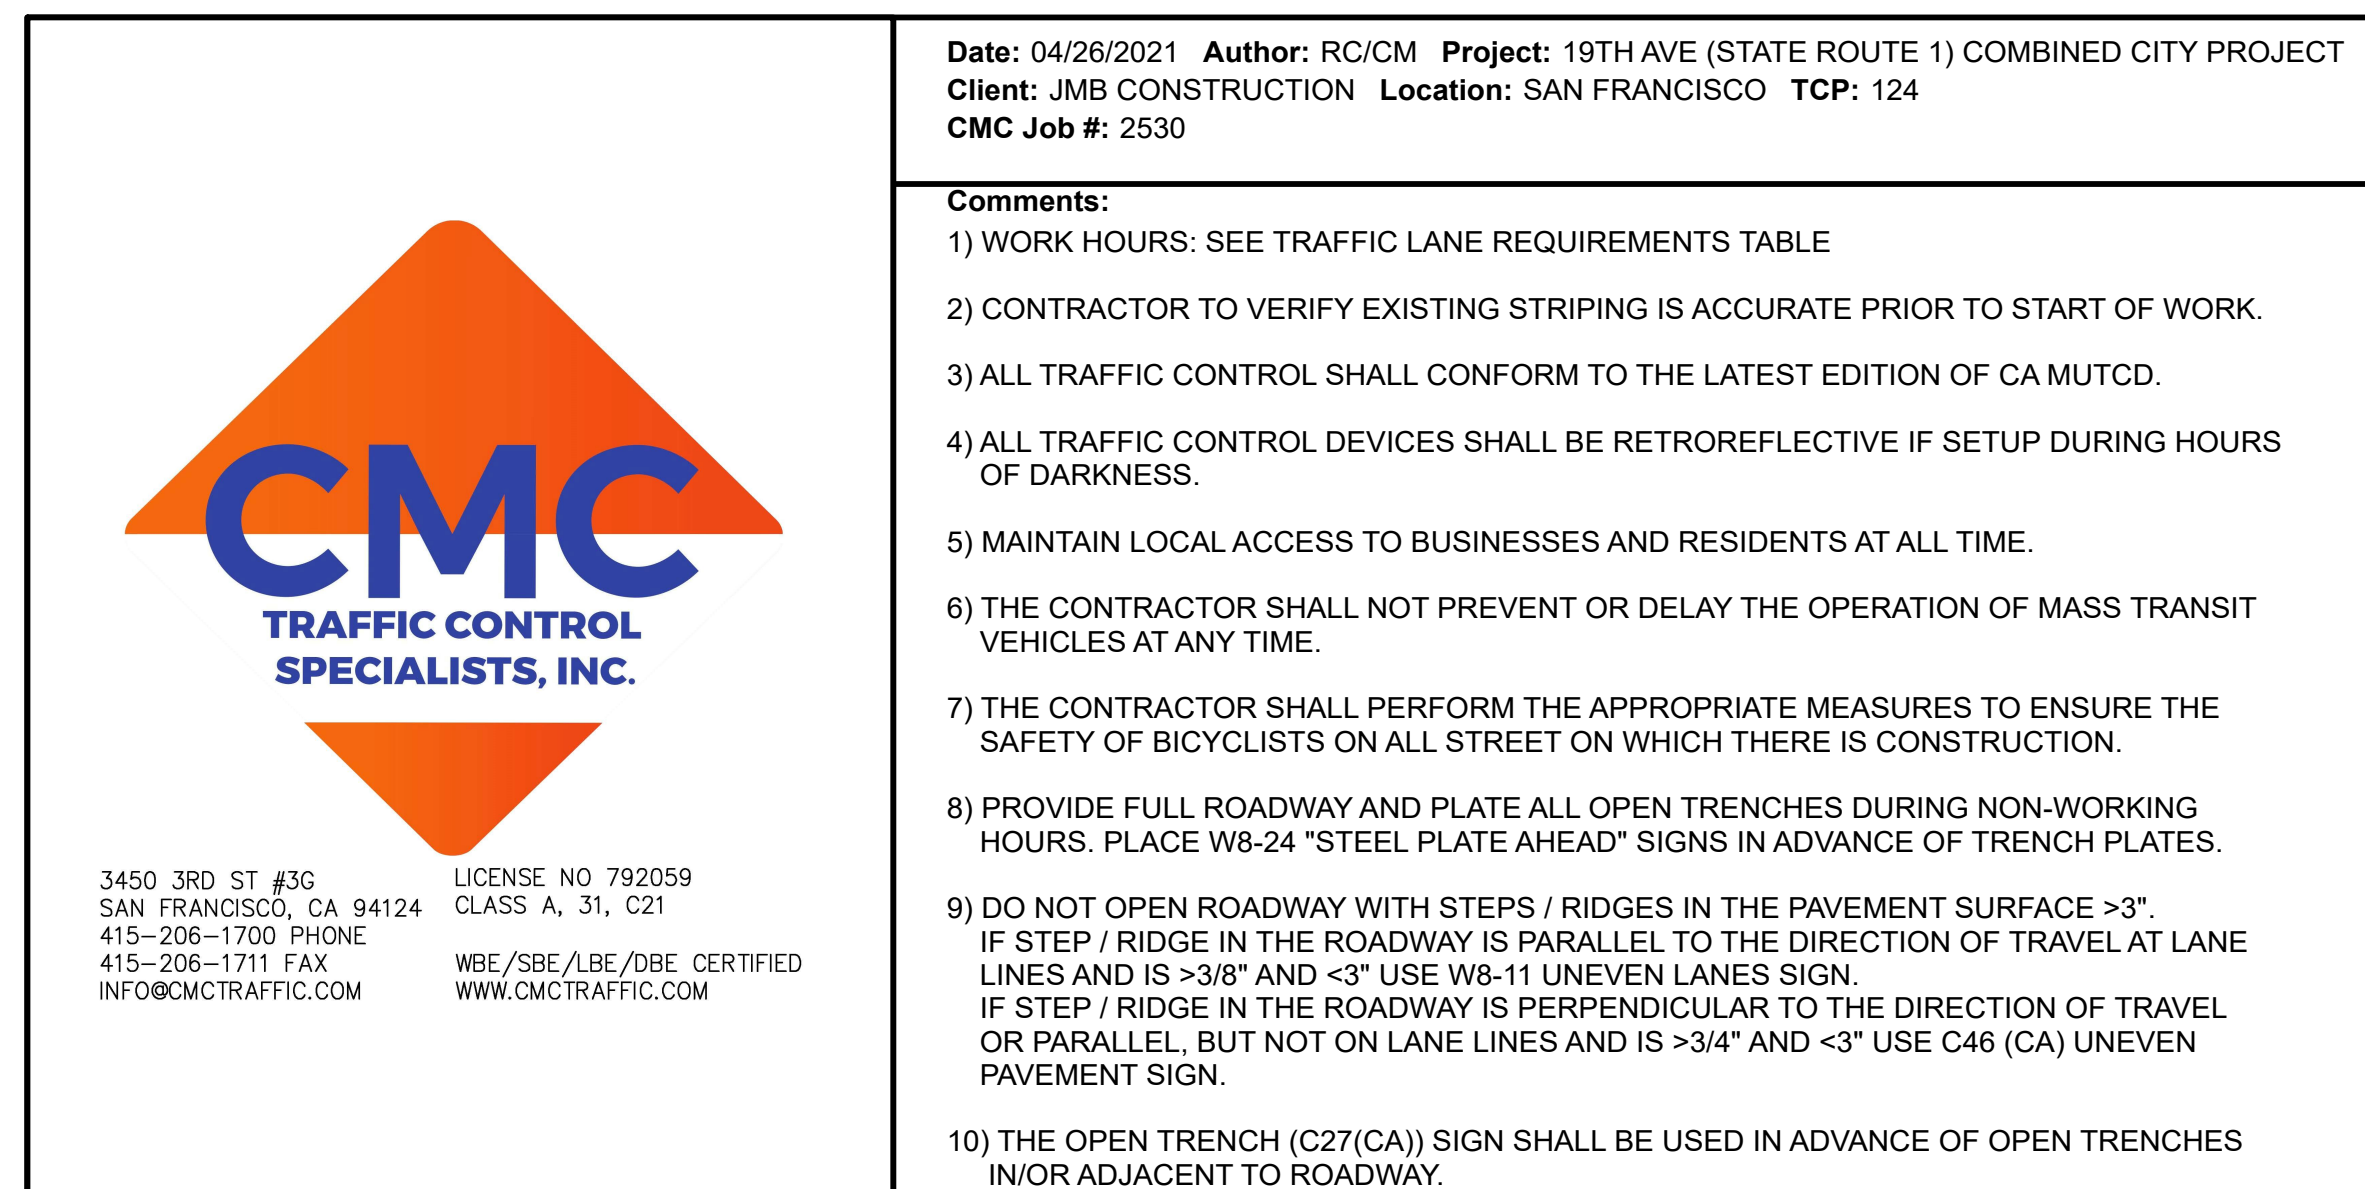 CMC
TRAFFIC CONTROL
SPECIALISTS, INC.
3450 3RD ST #3G
SAN FRANCISCO, CA 94124
415-206-1700 PHONE
415-206-1711 FAX
INFO@CMCTRAFFIC.COM
LICENSE NO 792059
CLASS A, 31, C21
WBE/SBE/LBE/DBE CERTIFIED
WWW.CMCTRAFFIC.COM
Date: 04/26/2021 Author: RC/CM Project: 19TH AVE (STATE ROUTE 1) COMBINED CITY PROJECT
Client: JMB CONSTRUCTION Location: SAN FRANCISCO TCP: 124
CMC Job #: 2530
Comments:
1) WORK HOURS: SEE TRAFFIC LANE REQUIREMENTS TABLE
2) CONTRACTOR TO VERIFY EXISTING STRIPING IS ACCURATE PRIOR TO START OF WORK.
3) ALL TRAFFIC CONTROL SHALL CONFORM TO THE LATEST EDITION OF CA MUTCD.
4) ALL TRAFFIC CONTROL DEVICES SHALL BE RETROREFLECTIVE IF SETUP DURING HOURS
OF DARKNESS.
5) MAINTAIN LOCAL ACCESS TO BUSINESSES AND RESIDENTS AT ALL TIME.
6) THE CONTRACTOR SHALL NOT PREVENT OR DELAY THE OPERATION OF MASS TRANSIT
VEHICLES AT ANY TIME.
7) THE CONTRACTOR SHALL PERFORM THE APPROPRIATE MEASURES TO ENSURE THE
SAFETY OF BICYCLISTS ON ALL STREET ON WHICH THERE IS CONSTRUCTION.
8) PROVIDE FULL ROADWAY AND PLATE ALL OPEN TRENCHES DURING NON-WORKING
HOURS. PLACE W8-24 "STEEL PLATE AHEAD" SIGNS IN ADVANCE OF TRENCH PLATES.
9) DO NOT OPEN ROADWAY WITH STEPS / RIDGES IN THE PAVEMENT SURFACE >3".
IF STEP / RIDGE IN THE ROADWAY IS PARALLEL TO THE DIRECTION OF TRAVEL AT LANE
LINES AND IS >3/8" AND <3" USE W8-11 UNEVEN LANES SIGN.
IF STEP / RIDGE IN THE ROADWAY IS PERPENDICULAR TO THE DIRECTION OF TRAVEL
OR PARALLEL, BUT NOT ON LANE LINES AND IS >3/4" AND <3" USE C46 (CA) UNEVEN
PAVEMENT SIGN.
10) THE OPEN TRENCH (C27(CA)) SIGN SHALL BE USED IN ADVANCE OF OPEN TRENCHES
IN/OR ADJACENT TO ROADWAY.